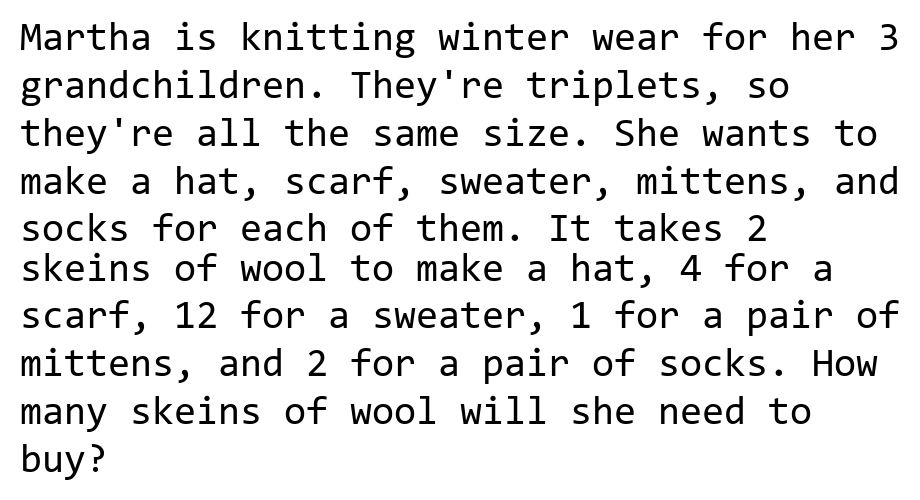 Martha is knitting winter wear for her 3
grandchildren. They're triplets, so
they're all the same size. She wants to
make a hat, scarf, sweater, mittens, and
socks for each of them. It takes 2
skeins of wool to make a hat, 4 for a
scarf, 12 for a sweater, 1 for a pair of
mittens, and 2 for a pair of socks. How
many skeins of wool will she need to
buy?